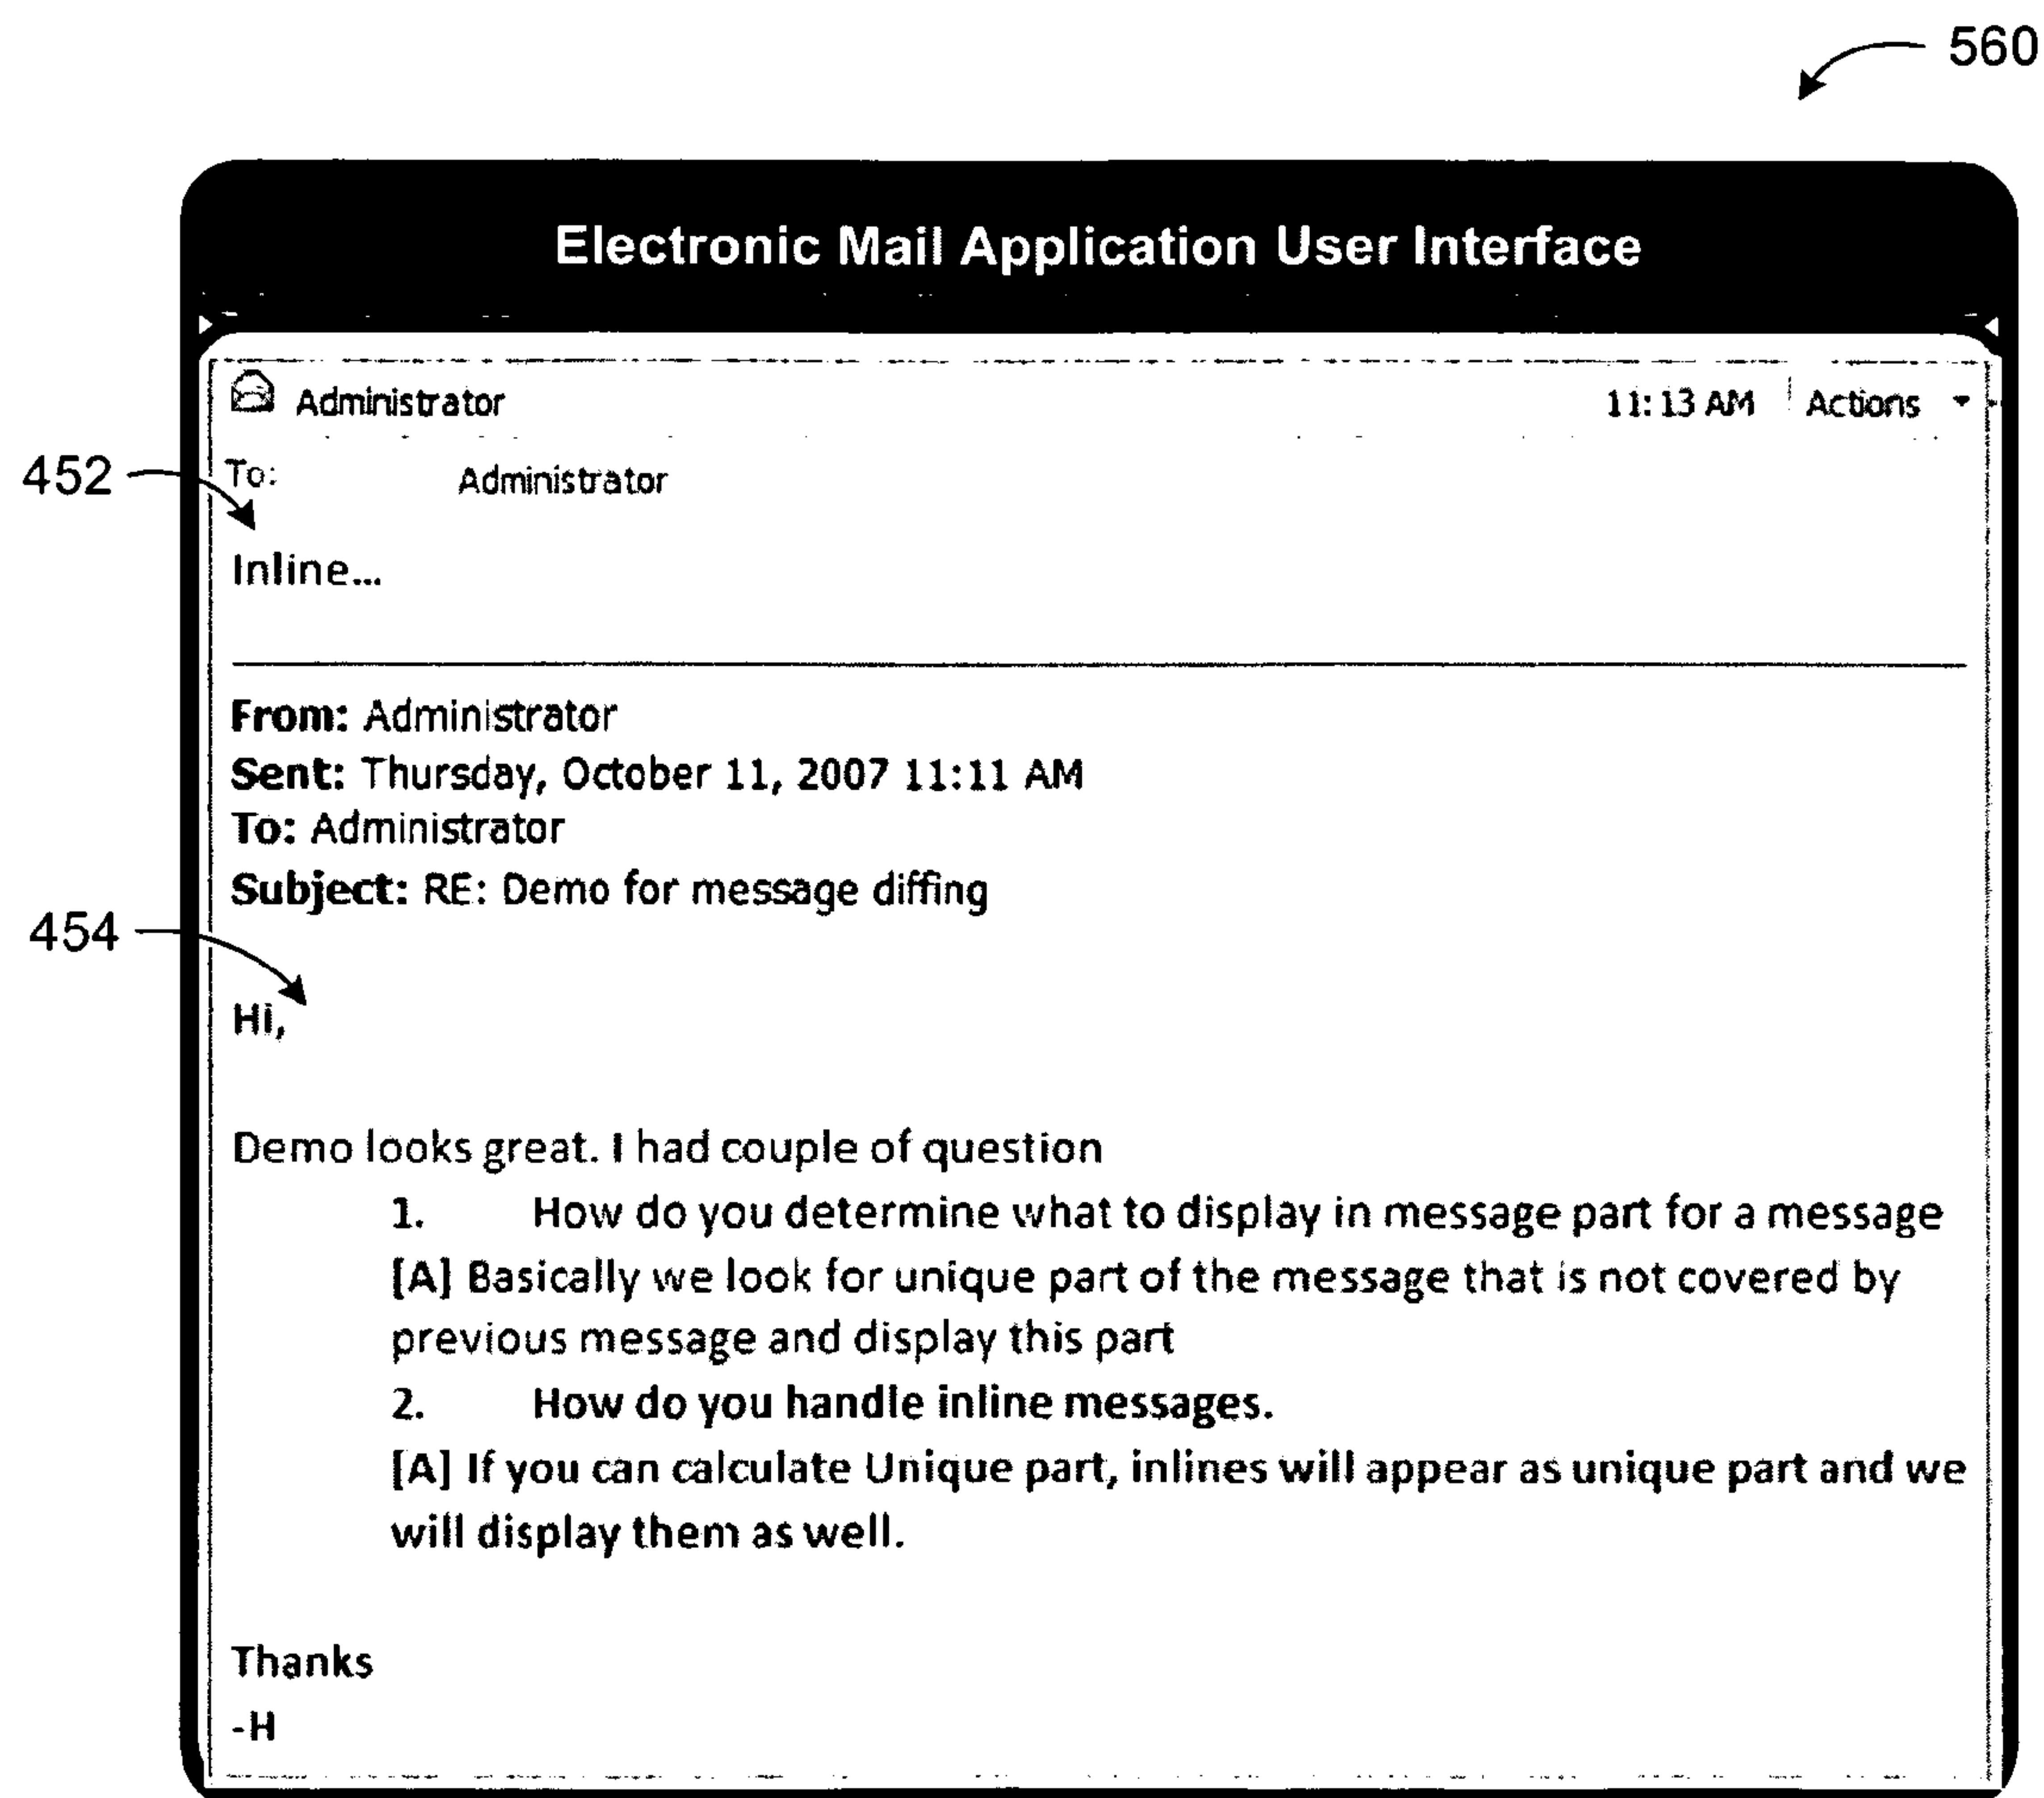 560
Electronic Mail Application User Interface
Administrator 11:13 AM Actions
452 To: Administrator
Inline...
From: Administrator
Sent: Thursday, October 11, 2007 11:11 AM
To: Administrator
Subject: RE: Demo for message diffing
454
Hi,
Demo looks great. I had couple of question
1. How do you determine what to display in message part for a message
[A] Basically we look for unique part of the message that is not covered by
previous message and display this part
2. How do you handle inline messages.
[A] If you can calculate Unique part, inlines will appear as unique part and we
will display them as well.
Thanks
-H